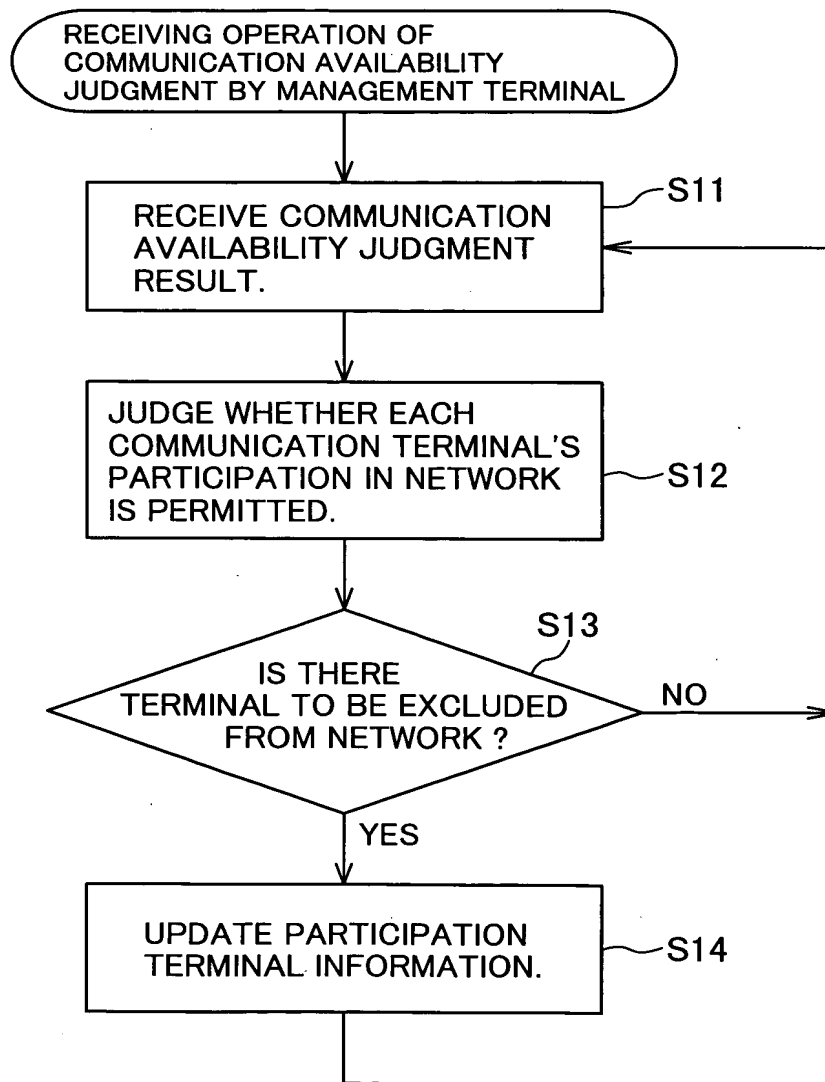 RECEIVING OPERATION OF
COMMUNICATION AVAILABILITY
JUDGMENT BY MANAGEMENT TERMINAL
S11
RECEIVE COMMUNICATION
AVAILABILITY JUDGMENT
RESULT.
JUDGE WHETHER EACH
COMMUNICATION TERMINAL'S
PARTICIPATION IN NETWORK
IS PERMITTED.
S12
S13
IS THERE
TERMINAL TO BE EXCLUDED
FROM NETWORK ?
NO
YES
UPDATE PARTICIPATION
TERMINAL INFORMATION.
S14